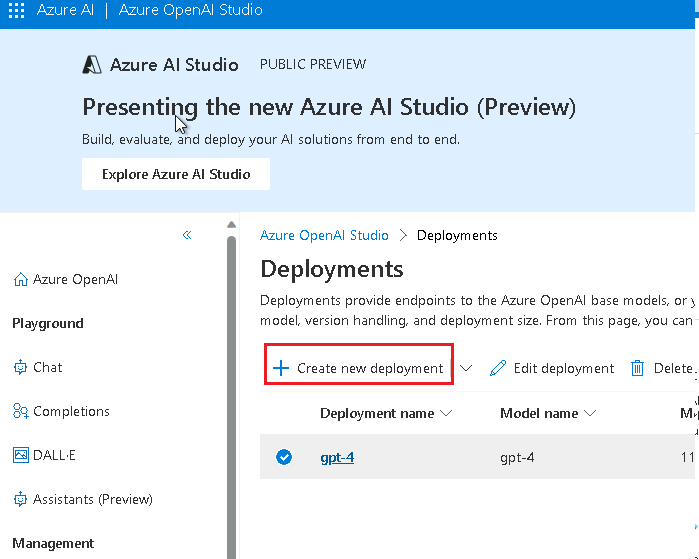 Azure AI | Azure OpenAI Studio
Azure AI Studio PUBLIC PREVIEW
Presenting the new Azure AI Studio (Preview)
Build, evaluate, and deploy your AI solutions from end to end.
Explore Azure AI Studio
Azure OpenAI
Playground
Chat
Completions
DALL·E
Assistants (Preview)
Management
Azure OpenAI Studio > Deployments
Deployments
Deployments provide endpoints to the Azure OpenAI base models, or y
model, version handling, and deployment size. From this page, you can
Create new deployment Edit deployment Delete
Deployment name Model name
gpt-4 gpt-4 11